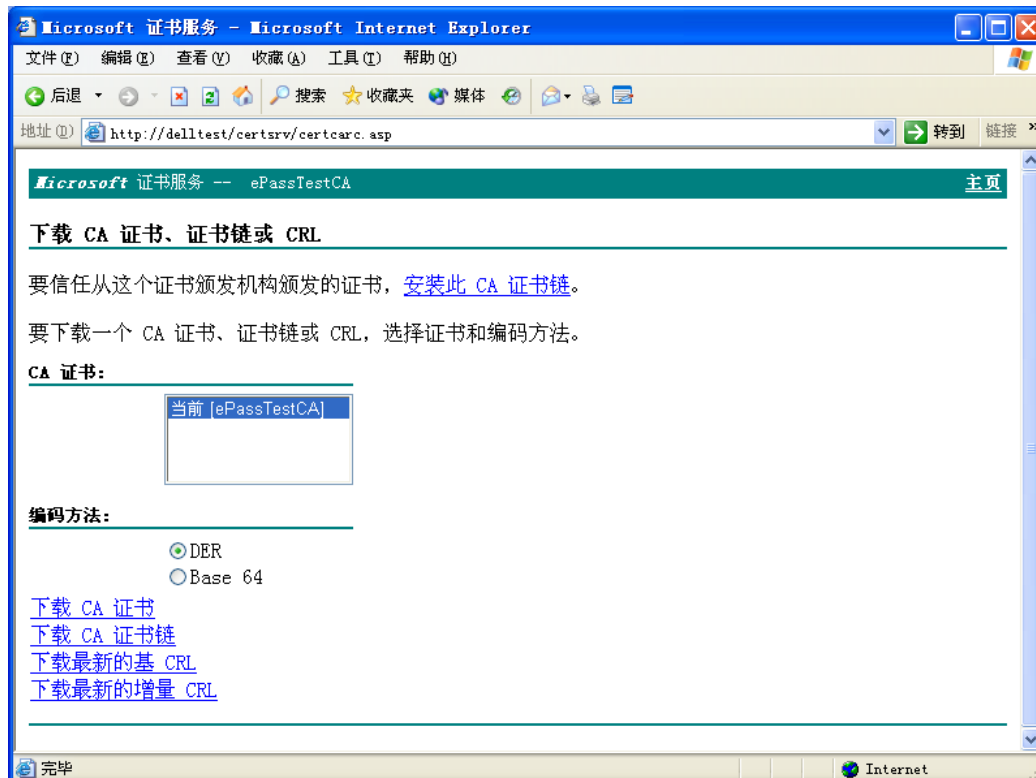 Microsoft 证书服务 - Microsoft Internet Explorer
文件(F) 编辑(E) 查看(V) 收藏(A) 工具(T) 帮助(H)
后退 搜索 收藏夹 媒体
地址(D) http://delltest/certsrv/certcarc.asp 转到 链接 »
Microsoft 证书服务 -- ePassTestCA 主页
下载 CA 证书、证书链或 CRL
要信任从这个证书颁发机构颁发的证书，安装此 CA 证书链。
要下载一个 CA 证书、证书链或 CRL，选择证书和编码方法。
CA 证书:
当前 [ePassTestCA]
编码方法:
DER
Base 64
下载 CA 证书
下载 CA 证书链
下载最新的基 CRL
下载最新的增量 CRL
完毕 Internet